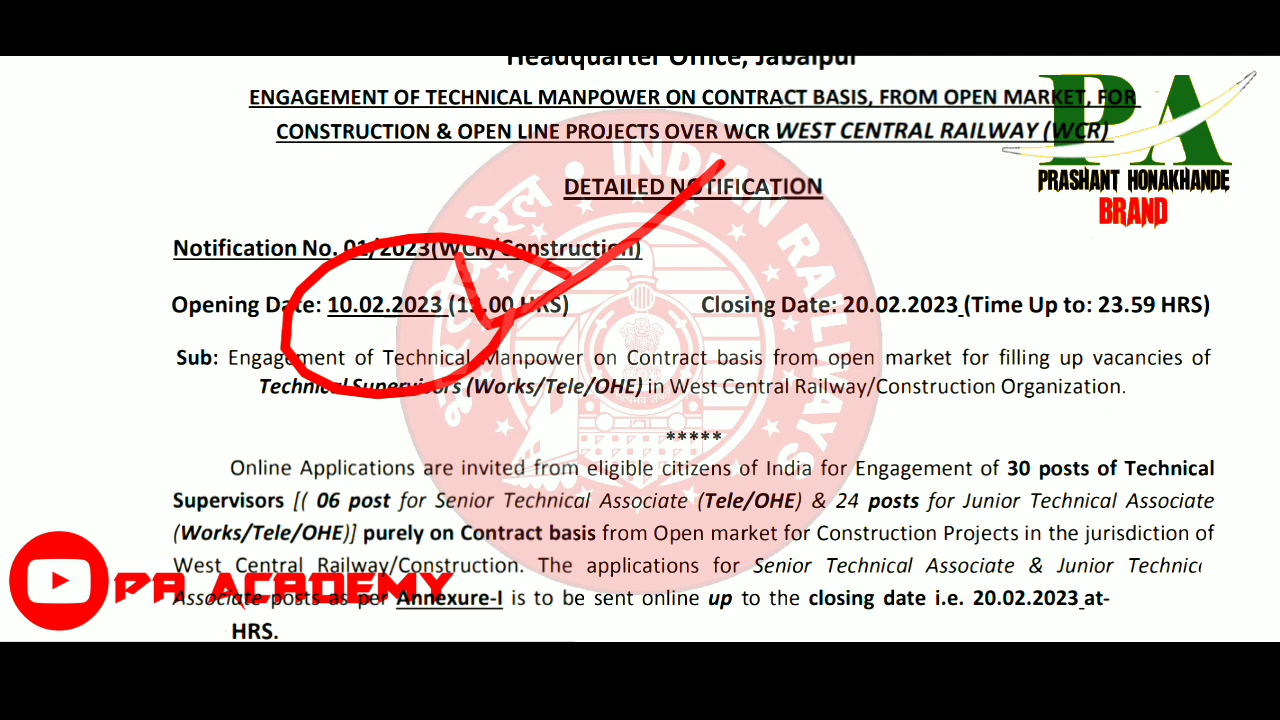 Headquarter Office, Jabalpur
ENGAGEMENT OF TECHNICAL MANPOWER ON CONTRACT BASIS, FROM OPEN MARKET, FOR
CONSTRUCTION & OPEN LINE PROJECTS OVER WCR WEST CENTRAL RAILWAY (WCR)
PA
PRASHANT HONAKHANDE
BRAND
DETAILED NOTIFICATION
Notification No. 01/2023(WCR/Construction)
Opening Date: 10.02.2023 HRS)
Closing Date: 20.02.2023 (Time Up to: 23.59 HRS)
Sub: Engagement of Technical Manpower on Contract basis from open market for filling up vacancies of
Technical Supervisors (Works/Tele/OHE) in West Central Railway/Construction Organization.
*****
Online Applications are invited from eligible citizens of India for Engagement of 30 posts of Technical
Supervisors [( 06 post for Senior Technical Associate (Tele/OHE) & 24 posts for Junior Technical Associate
(Works/Tele/OHE)] purely on Contract basis from Open market for Construction Projects in the jurisdiction of
West Central Railway/Construction. The applications for Senior Technical Associate & Junior Technic
Associate posts as per Annexure-I is to be sent online up to the closing date i.e. 20.02.2023 at-
HRS.
INDIAN RAILWAYS
भारतीय रेल
PA ACADEMY